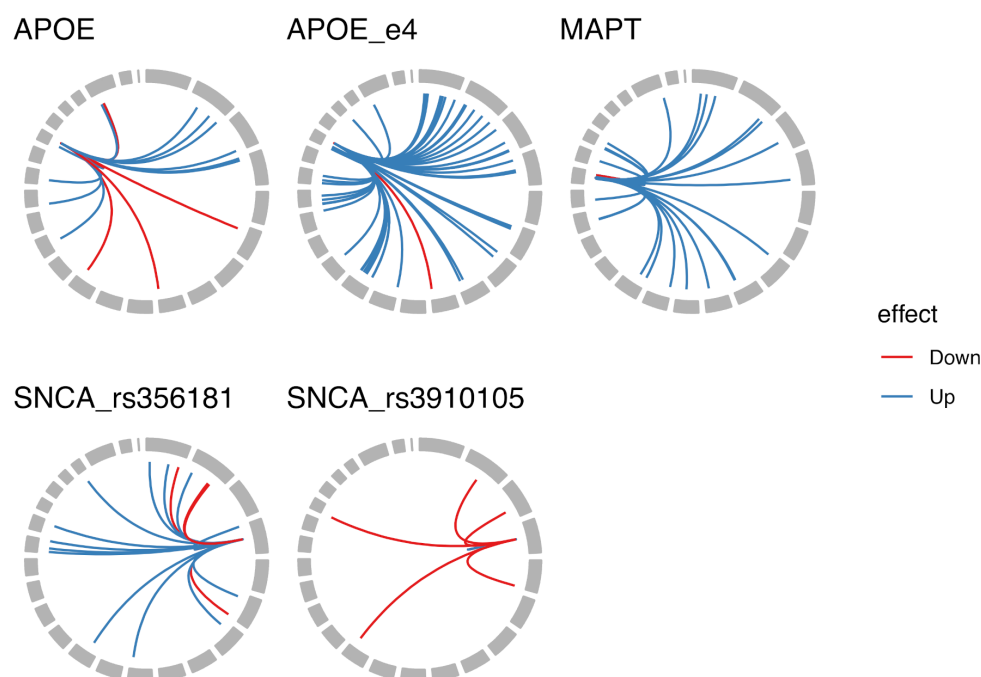 APOE
APOE_e4
MAPT
effect
Down
Up
SNCA_rs356181
SNCA_rs3910105